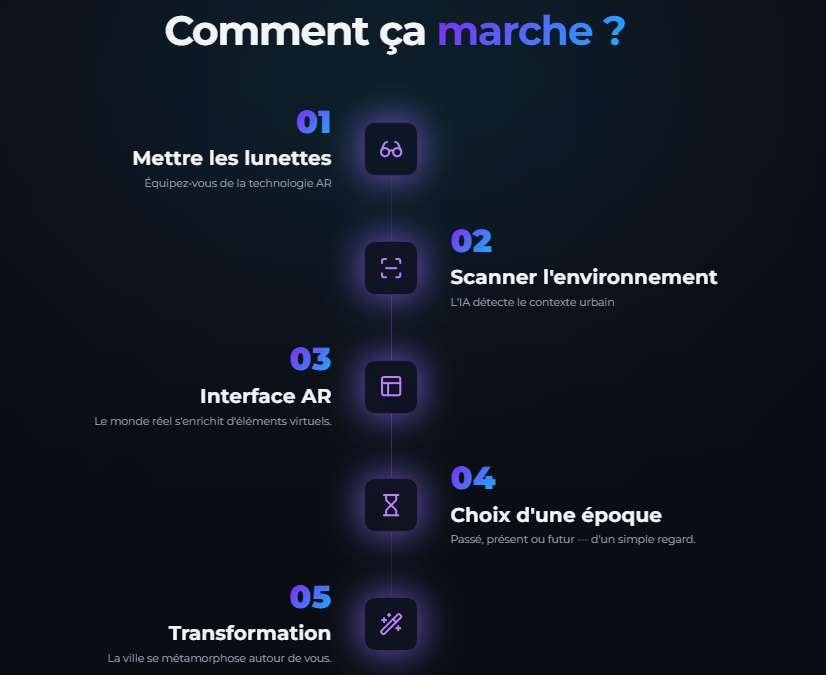 Comment ça marche ?
01
Mettre les lunettes
Équipez-vous de la technologie AR
02
Scanner l'environnement
L'IA détecte le contexte urbain
03
Interface AR
Le monde réel s'enrichit d'éléments virtuels.
04
Choix d'une époque
Passé, présent ou futur — d'un simple regard.
05
Transformation
La ville se métamorphose autour de vous.